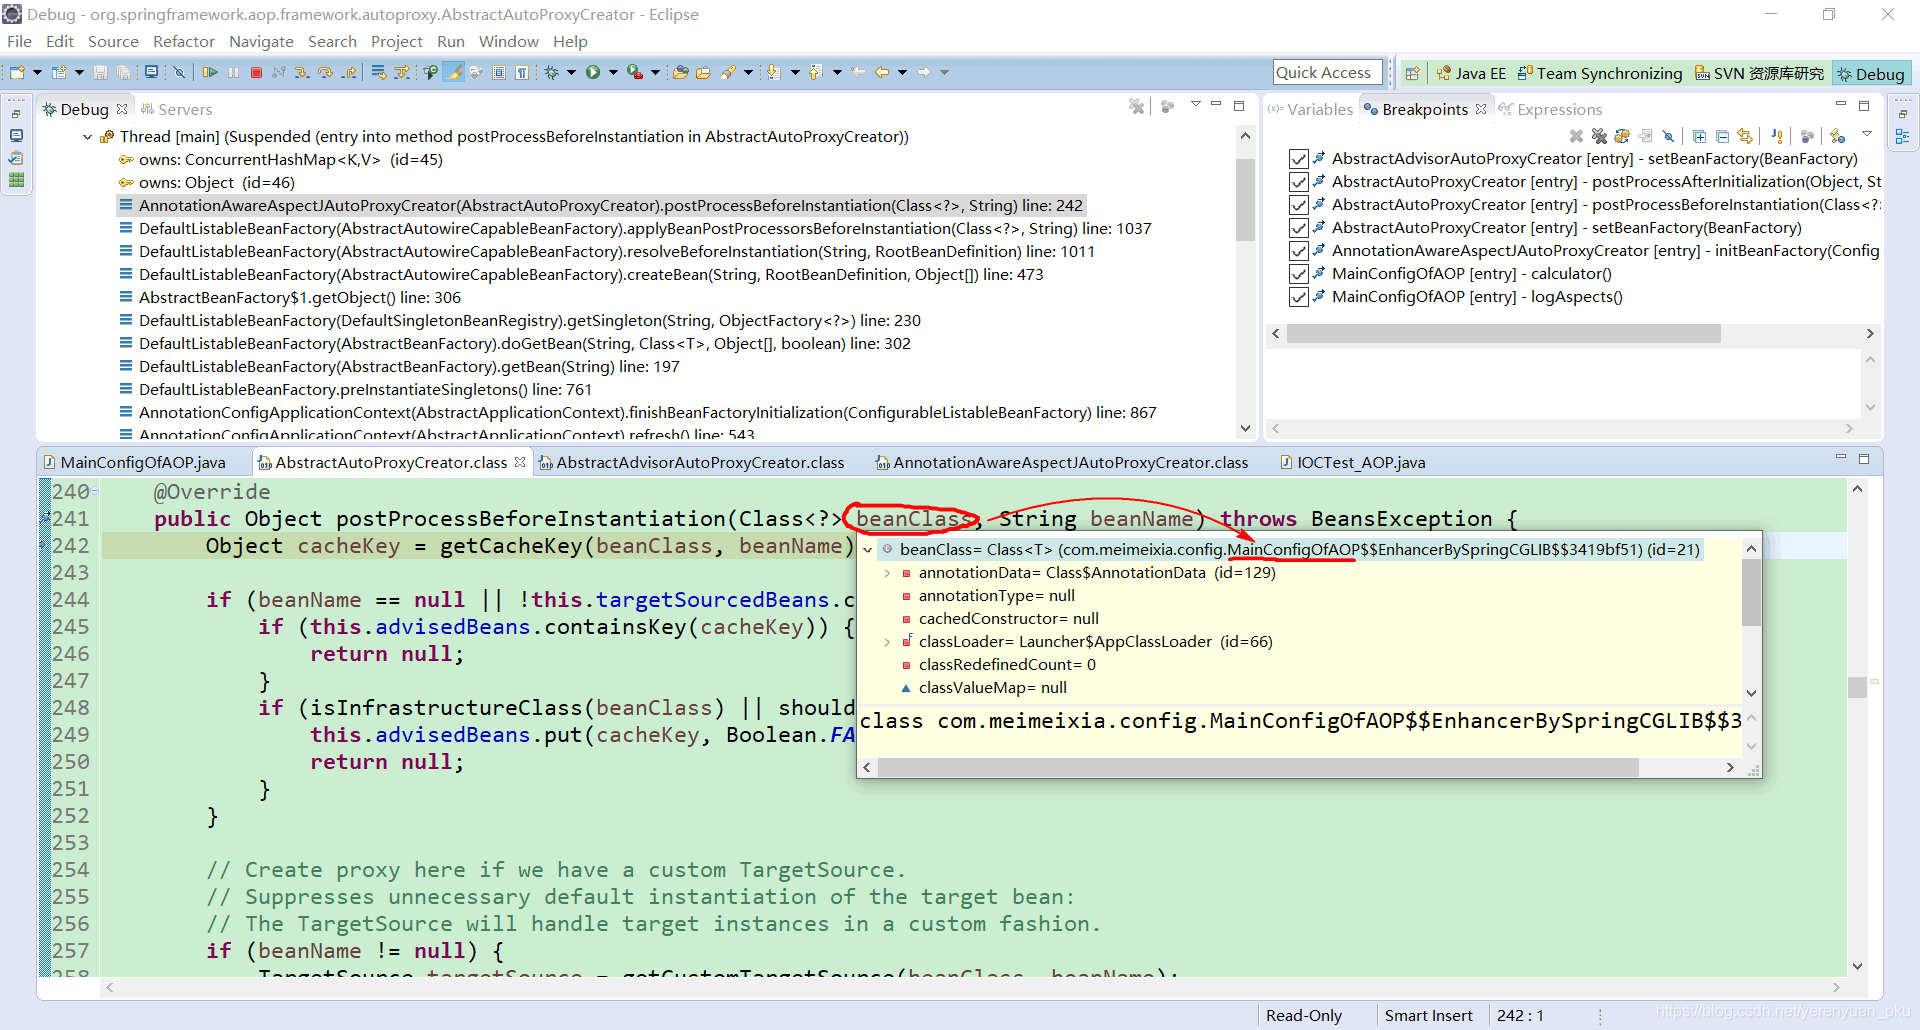 Debug - org.springframework.aop.framework.autoproxy.AbstractAutoProxyCreator - Eclipse
File Edit Source Refactor Navigate Search Project Run Window Help
Quick Access
Java EE Team Synchronizing SVN 资源库研究 Debug
Debug Servers
Thread [main] (Suspended (entry into method postProcessBeforeInstantiation in AbstractAutoProxyCreator))
owns: ConcurrentHashMap<K,V> (id=45)
owns: Object (id=46)
AnnotationAwareAspectJAutoProxyCreator(AbstractAutoProxyCreator).postProcessBeforeInstantiation(Class<?>, String) line: 242
DefaultListableBeanFactory(AbstractAutowireCapableBeanFactory).applyBeanPostProcessorsBeforeInstantiation(Class<?>, String) line: 1037
DefaultListableBeanFactory(AbstractAutowireCapableBeanFactory).resolveBeforeInstantiation(String, RootBeanDefinition) line: 1011
DefaultListableBeanFactory(AbstractAutowireCapableBeanFactory).createBean(String, RootBeanDefinition, Object[]) line: 473
AbstractBeanFactory$1.getObject() line: 306
DefaultListableBeanFactory(DefaultSingletonBeanRegistry).getSingleton(String, ObjectFactory<?>) line: 230
DefaultListableBeanFactory(AbstractBeanFactory).doGetBean(String, Class<T>, Object[], boolean) line: 302
DefaultListableBeanFactory(AbstractBeanFactory).getBean(String) line: 197
DefaultListableBeanFactory.preInstantiateSingletons() line: 761
AnnotationConfigApplicationContext(AbstractApplicationContext).finishBeanFactoryInitialization(ConfigurableListableBeanFactory) line: 867
AnnotationConfigApplicationContext(AbstractApplicationContext).refresh() line: 543
(x)= Variables Breakpoints Expressions
AbstractAdvisorAutoProxyCreator [entry] - setBeanFactory(BeanFactory)
AbstractAutoProxyCreator [entry] - postProcessAfterInitialization(Object, St
AbstractAutoProxyCreator [entry] - postProcessBeforeInstantiation(Class<?
AbstractAutoProxyCreator [entry] - setBeanFactory(BeanFactory)
AnnotationAwareAspectJAutoProxyCreator [entry] - initBeanFactory(Config
MainConfigOfAOP [entry] - calculator()
MainConfigOfAOP [entry] - logAspects()
MainConfigOfAOP.java AbstractAutoProxyCreator.class AbstractAdvisorAutoProxyCreator.class AnnotationAwareAspectJAutoProxyCreator.class IOCTest_AOP.java
240 @Override
241 public Object postProcessBeforeInstantiation(Class<?> beanClass, String beanName) throws BeansException {
242 Object cacheKey = getCacheKey(beanClass, beanName)
243
244 if (beanName == null || !this.targetSourcedBeans.c
245 if (this.advisedBeans.containsKey(cacheKey)) {
246 return null;
247 }
248 if (isInfrastructureClass(beanClass) || should
249 this.advisedBeans.put(cacheKey, Boolean.FA
250 return null;
251 }
252 }
253
254 // Create proxy here if we have a custom TargetSource.
255 // Suppresses unnecessary default instantiation of the target bean:
256 // The TargetSource will handle target instances in a custom fashion.
257 if (beanName != null) {
258 TargetSource targetSource = getCustomTargetSource(beanClass, beanName);
beanClass= Class<T> (com.meimeixia.config.MainConfigOfAOP$$EnhancerBySpringCGLIB$$3419bf51) (id=21)
annotationData= Class$AnnotationData (id=129)
annotationType= null
cachedConstructor= null
classLoader= Launcher$AppClassLoader (id=66)
classRedefinedCount= 0
classValueMap= null
class com.meimeixia.config.MainConfigOfAOP$$EnhancerBySpringCGLIB$$3
Read-Only Smart Insert 242 : 1
https://blog.csdn.net/yerenyuan_pku